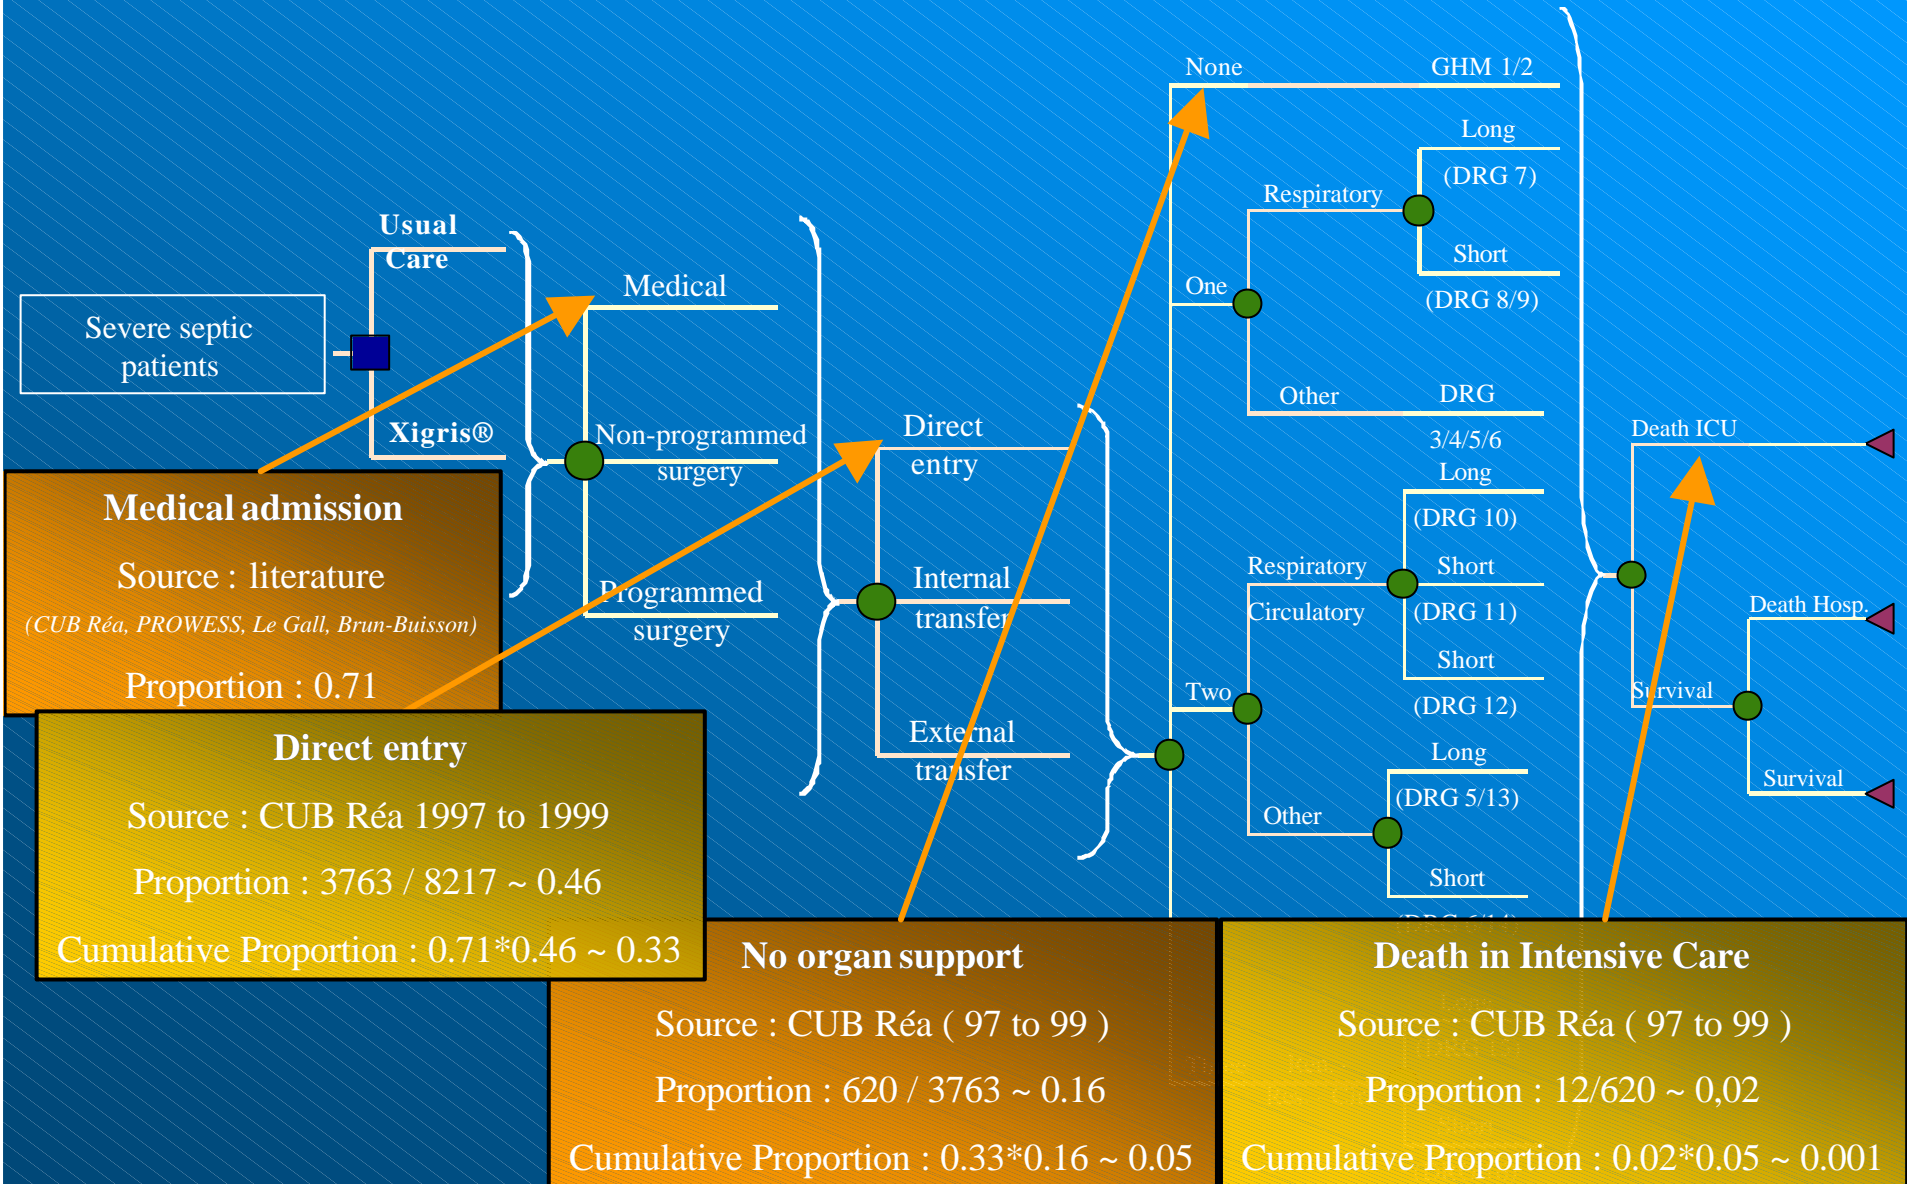 Severe septic
patients
Usual
Care
Xigris®
Medical
Non-programmed
surgery
Programmed
surgery
Direct
entry
Internal
transfer
External
transfer
None
GHM 1/2
One
Respiratory
Long
(DRG 7)
Short
(DRG 8/9)
Other
DRG
3/4/5/6
Two
Respiratory
Circulatory
Long
(DRG 10)
Short
(DRG 11)
Short
(DRG 12)
Other
Long
(DRG 5/13)
Short
Death ICU
Survival
Death Hosp.
Survival
Medical admission
Source : literature
(CUB Réa, PROWESS, Le Gall, Brun-Buisson)
Proportion : 0.71
Direct entry
Source : CUB Réa 1997 to 1999
Proportion : 3763 / 8217 ~ 0.46
Cumulative Proportion : 0.71*0.46 ~ 0.33
No organ support
Source : CUB Réa ( 97 to 99 )
Proportion : 620 / 3763 ~ 0.16
Cumulative Proportion : 0.33*0.16 ~ 0.05
Death in Intensive Care
Source : CUB Réa ( 97 to 99 )
Proportion : 12/620 ~ 0,02
Cumulative Proportion : 0.02*0.05 ~ 0.001